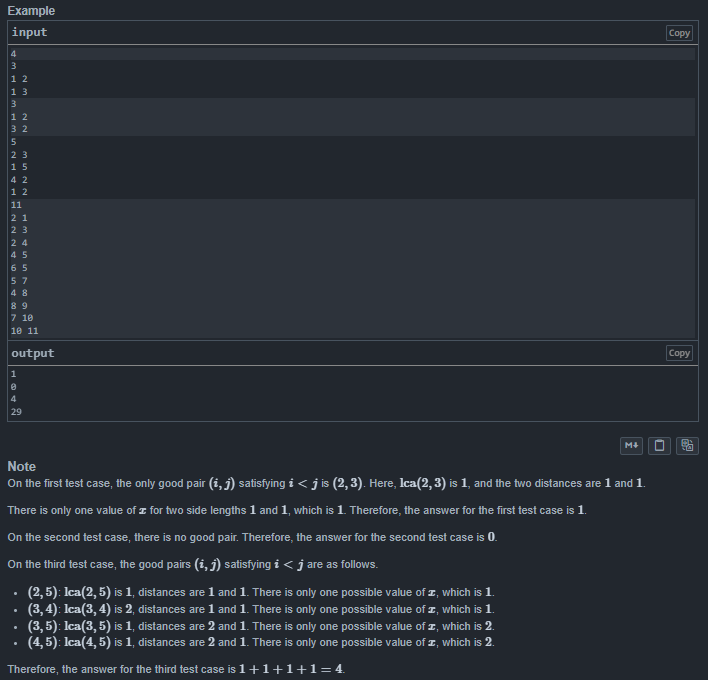 Example
input
Copy
4
3
1 2
1 3
3
1 2
3 2
5
2 3
1 5
4 2
1 2
11
2 1
2 3
2 4
4 5
6 5
5 7
4 8
8 9
7 10
10 11
output
Copy
1
0
4
29
M↓
Note
On the first test case, the only good pair (i, j) satisfying i < j is (2, 3). Here, lca(2, 3) is 1, and the two distances are 1 and 1.
There is only one value of x for two side lengths 1 and 1, which is 1. Therefore, the answer for the first test case is 1.
On the second test case, there is no good pair. Therefore, the answer for the second test case is 0.
On the third test case, the good pairs (i, j) satisfying i < j are as follows.
• (2, 5): lca(2, 5) is 1, distances are 1 and 1. There is only one possible value of x, which is 1.
• (3, 4): lca(3, 4) is 2, distances are 1 and 1. There is only one possible value of x, which is 1.
• (3, 5): lca(3, 5) is 1, distances are 2 and 1. There is only one possible value of x, which is 2.
• (4, 5): lca(4, 5) is 1, distances are 2 and 1. There is only one possible value of x, which is 2.
Therefore, the answer for the third test case is 1 + 1 + 1 + 1 = 4.